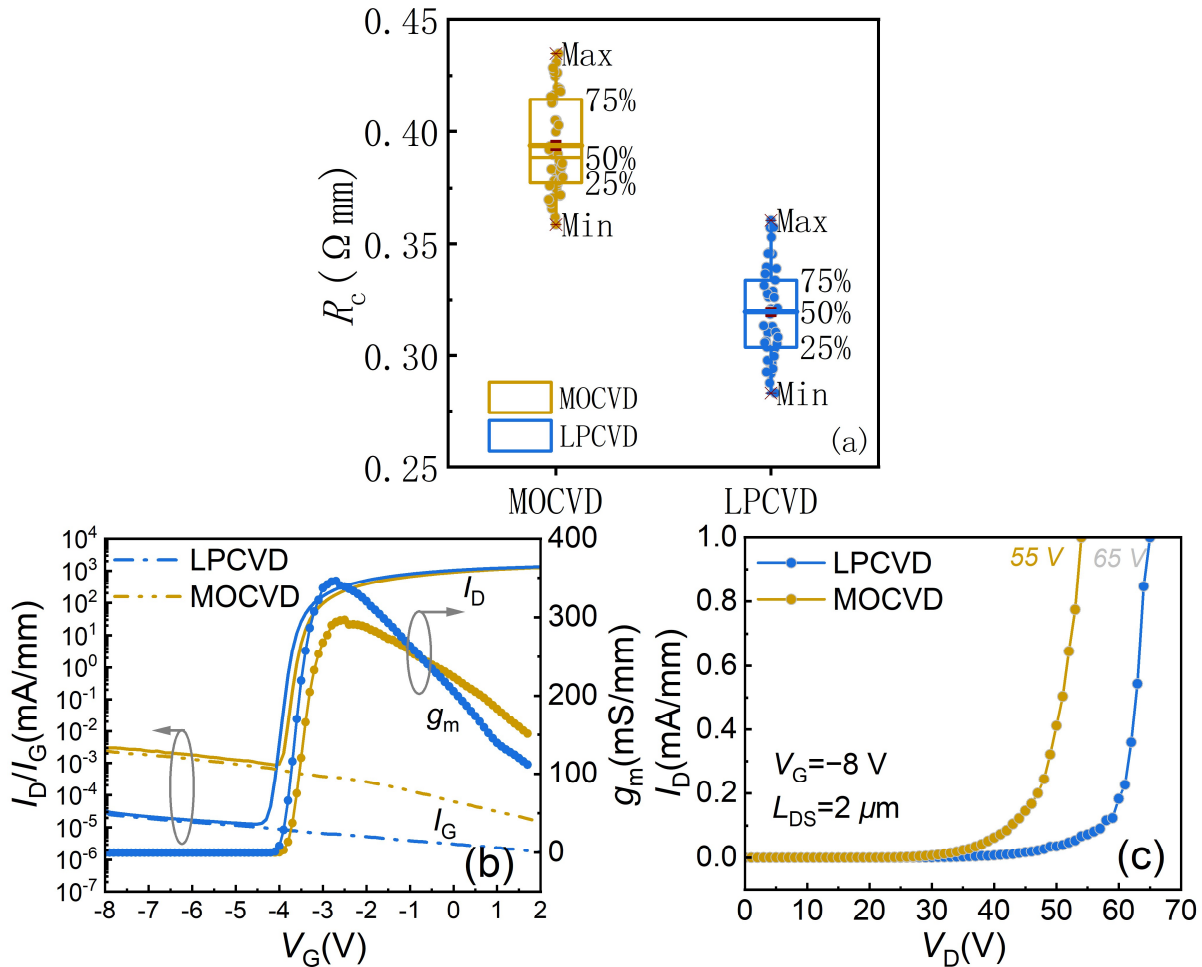 0.45
0.40
0.35
0.30
0.25
R_c ( Ω mm)
Max
75%
50%
25%
Min
Max
75%
50%
25%
Min
MOCVD
LPCVD
(a)
MOCVD
LPCVD
10^4
10^3
10^2
10^1
10^0
10^-1
10^-2
10^-3
10^-4
10^-5
10^-6
10^-7
I_D/I_G(mA/mm)
LPCVD
MOCVD
I_D
g_m
I_G
(b)
400
300
200
100
0
g_m(mS/mm)
-8 -7 -6 -5 -4 -3 -2 -1 0 1 2
V_G(V)
1.0
0.8
0.6
0.4
0.2
0.0
I_D(mA/mm)
LPCVD
MOCVD
55 V
65 V
V_G=−8 V
L_DS=2 μm
(c)
0 10 20 30 40 50 60 70
V_D(V)